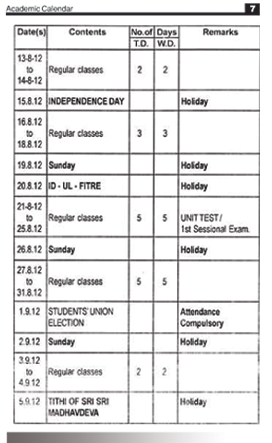 Academic Calendar 7
Date(s) Contents No.of Days Remarks
T.D. W.D.
13-8-12
to Regular classes 2 2
14-8-12
15.8.12 INDEPENDENCE DAY Holiday
16.8.12
to Regular classes 3 3
18.8.12
19.8.12 Sunday Holiday
20.8.12 ID - UL - FITRE Holiday
21-8-12
to Regular classes 5 5 UNIT TEST /
25.8.12 1st Sessional Exam.
26.8.12 Sunday Holiday
27.8.12
to Regular classes 5 5
31.8.12
1.9.12 STUDENTS' UNION Attendance
ELECTION Compulsory
2.9.12 Sunday Holiday
3.9.12
to Regular classes 2 2
4.9.12
5.9.12 TITHI OF SRI SRI Holiday
MADHAVDEVA